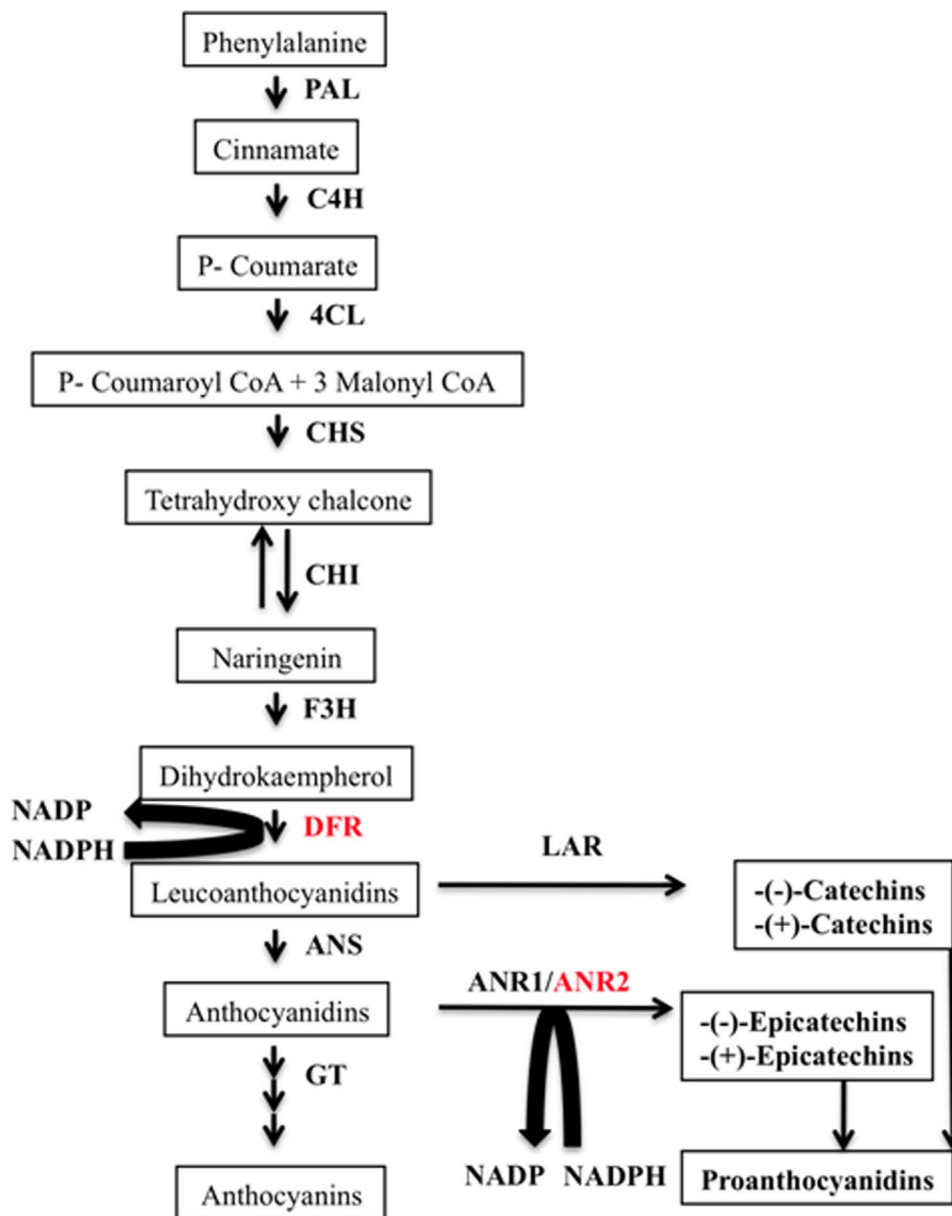 Phenylalanine
PAL
Cinnamate
C4H
P- Coumarate
4CL
P- Coumaroyl CoA + 3 Malonyl CoA
CHS
Tetrahydroxy chalcone
CHI
Naringenin
F3H
Dihydrokaempherol
NADP
DFR
NADPH
LAR
Leucoanthocyanidins
-(-)-Catechins
-(+)-Catechins
ANS
ANR1/ANR2
Anthocyanidins
-(-)-Epicatechins
-(+)-Epicatechins
GT
NADP NADPH
Anthocyanins
Proanthocyanidins